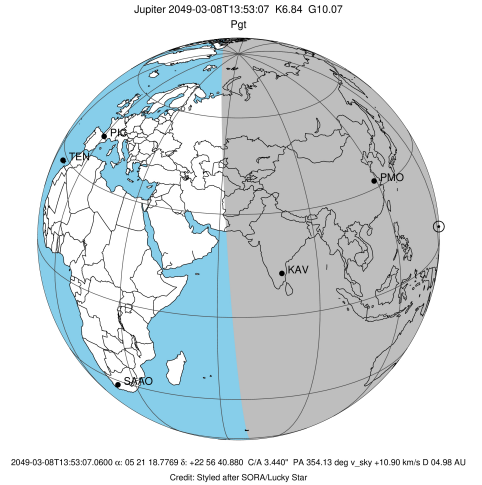 Jupiter 2049-03-08T13:53:07  K6.84  G10.07
Pgt
PIC
TEN
PMO
KAV
SAAO
2049-03-08T13:53:07.0600 α: 05 21 18.7769 δ: +22 56 40.880  C/A 3.440"  PA 354.13 deg v_sky +10.90 km/s D 04.98 AU
Credit: Styled after SORA/Lucky Star